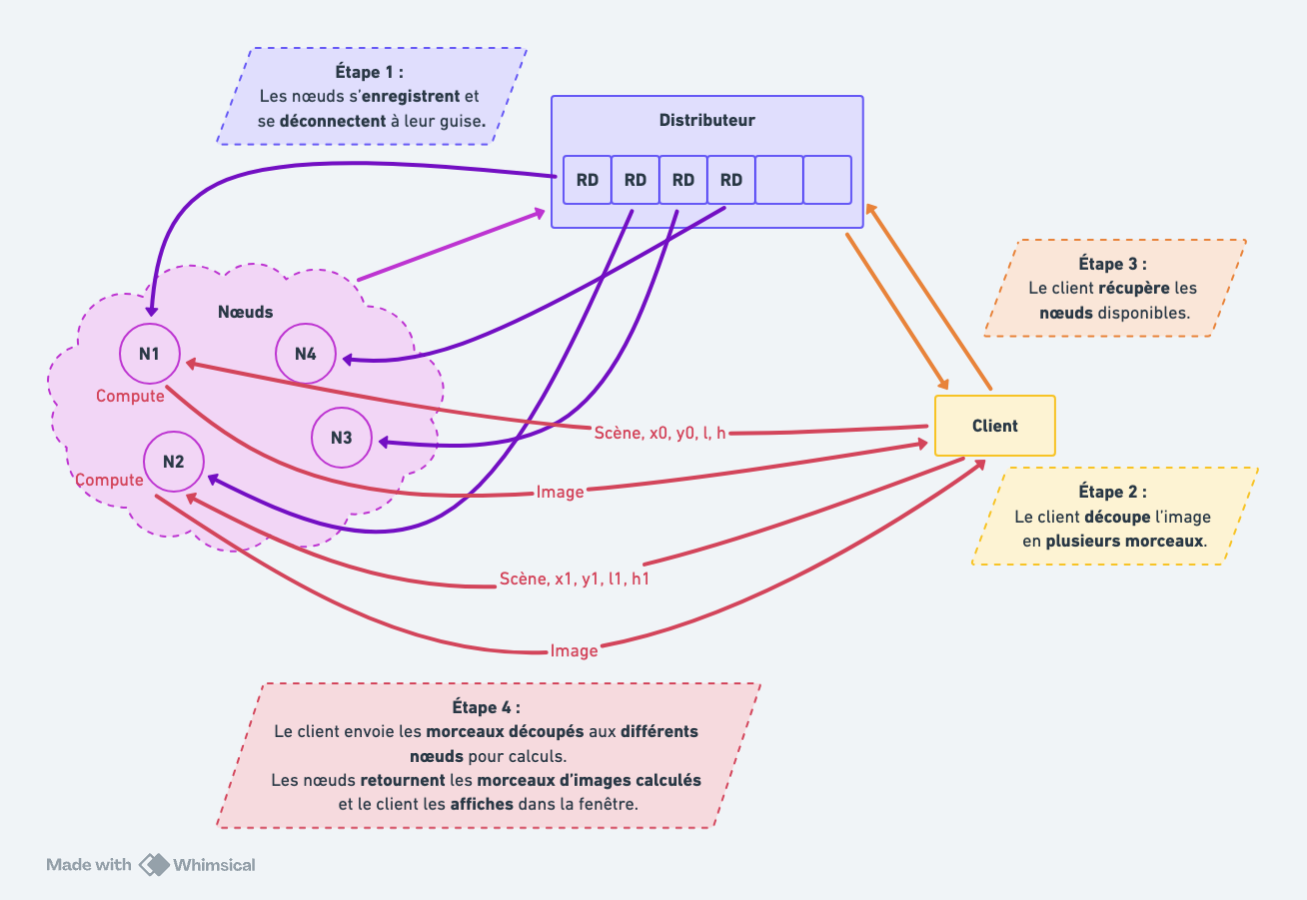 Étape 1 :
Les nœuds s'enregistrent et
se déconnectent à leur guise.
Distributeur
RD RD RD RD
Étape 3 :
Le client récupère les
nœuds disponibles.
Nœuds
N1
N4
Compute
N3
N2
Compute
Scène, x0, y0, l, h
Client
Image
Étape 2 :
Le client découpe l'image
en plusieurs morceaux.
Scène, x1, y1, l1, h1
Image
Étape 4 :
Le client envoie les morceaux découpés aux différents
nœuds pour calculs.
Les nœuds retournent les morceaux d'images calculés
et le client les affiches dans la fenêtre.
Made with Whimsical